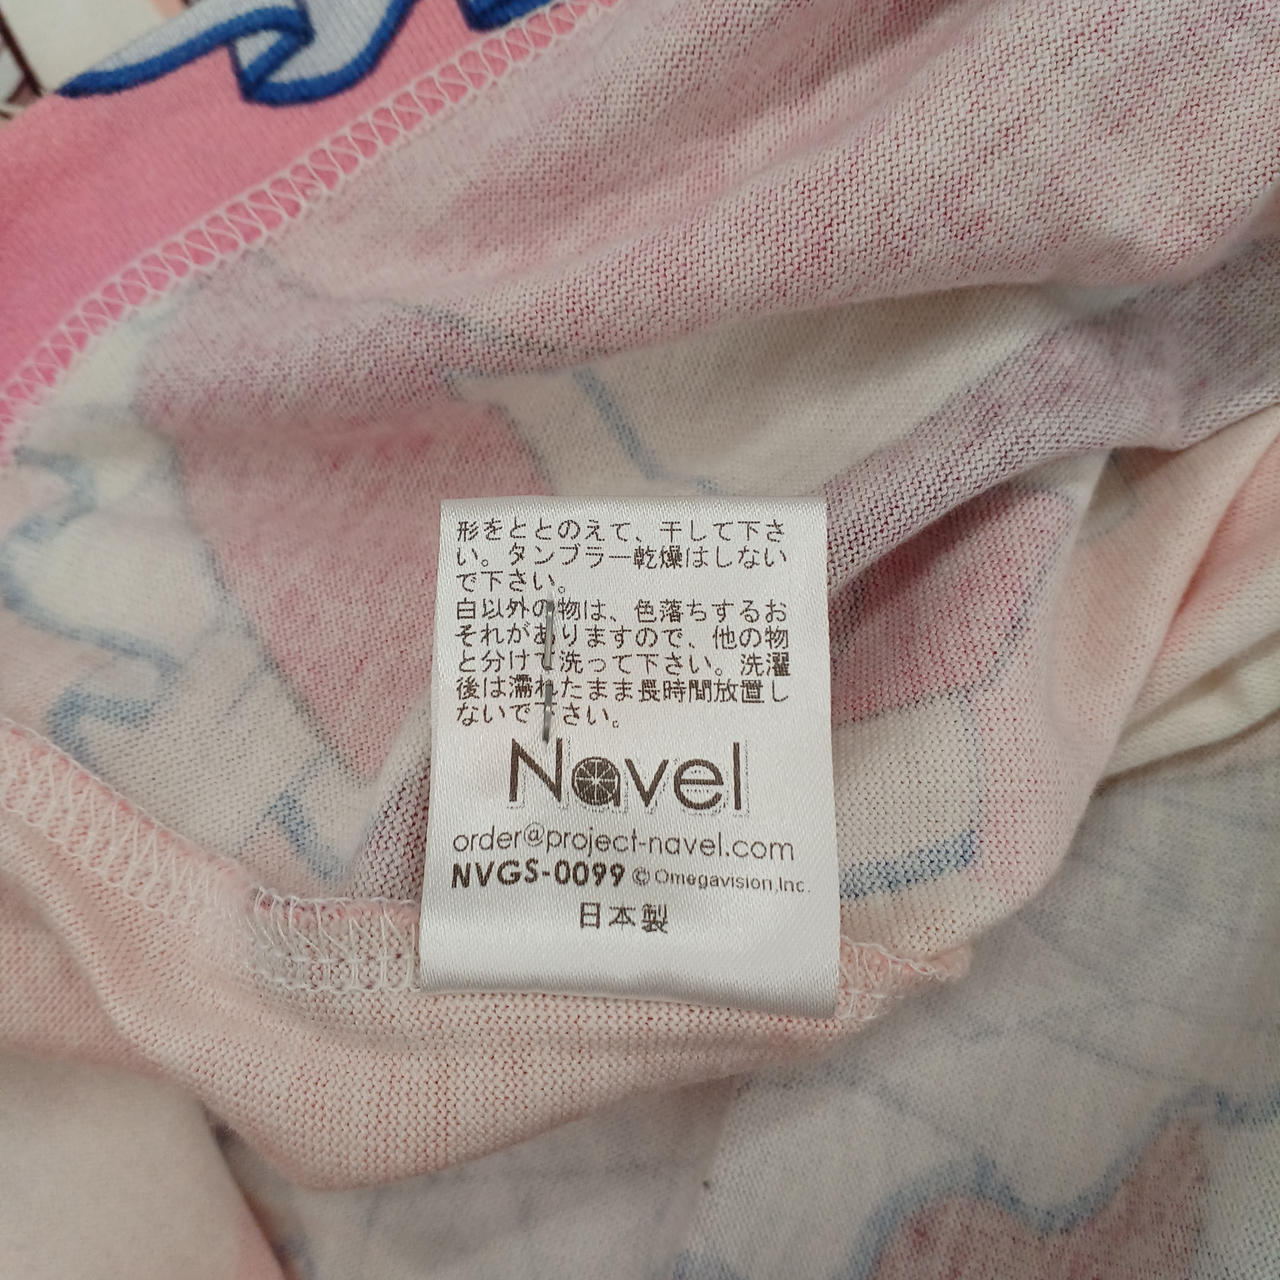 形をととのえて、干して下さ
い。タンブラー乾燥はしない
で下さい。
白以外の物は、色落ちするお
それがありますので、他の物
と分けて洗って下さい。洗濯
後は濡れたまま長時間放置し
ないで下さい。
Navel
order@project-navel.com
NVGS-0099 © Omegavision,Inc.
日本製